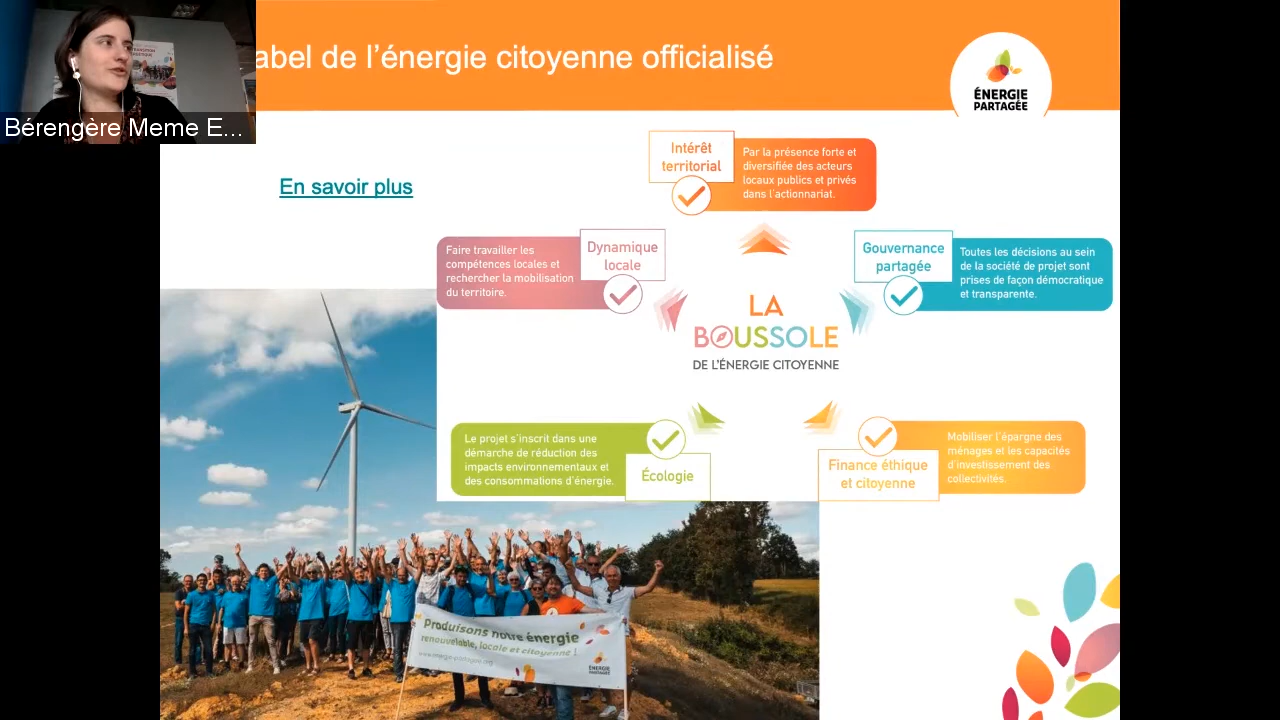 abel de l’énergie citoyenne officialisé
ÉNERGIE
PARTAGÉE
Bérengère Meme E...
En savoir plus
Intérêt
territorial
Par la présence forte et
diversifiée des acteurs
locaux publics et privés
dans l'actionnariat.
Faire travailler les
compétences locales et
rechercher la mobilisation
du territoire.
Dynamique
locale
Gouvernance
partagée
Toutes les décisions au sein
de la société de projet sont
prises de façon démocratique
et transparente.
LA
BOUSSOLE
DE L'ÉNERGIE CITOYENNE
Le projet s'inscrit dans une
démarche de réduction des
impacts environnementaux et
des consommations d'énergie.
Écologie
Finance éthique
et citoyenne
Mobiliser l'épargne des
ménages et les capacités
d'investissement des
collectivités.
Produisons notre énergie
renouvelable, locale et citoyenne !
www.energie-partagee.org
ÉNERGIE
PARTAGÉE